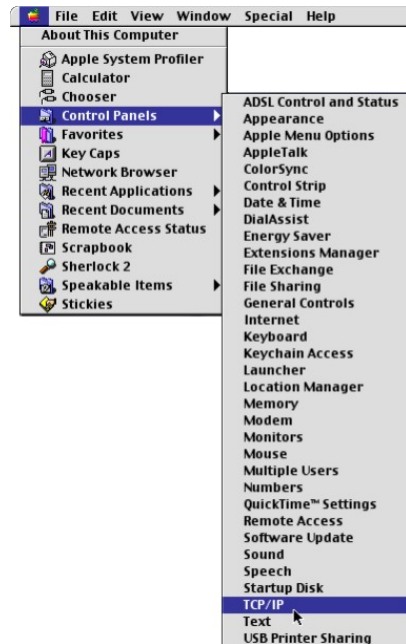 File Edit View Window Special Help
About This Computer
Apple System Profiler
Calculator
Chooser
Control Panels
Favorites
Key Caps
Network Browser
Recent Applications
Recent Documents
Remote Access Status
Scrapbook
Sherlock 2
Speakable Items
Stickies
ADSL Control and Status
Appearance
Apple Menu Options
AppleTalk
ColorSync
Control Strip
Date & Time
DialAssist
Energy Saver
Extensions Manager
File Exchange
File Sharing
General Controls
Internet
Keyboard
Keychain Access
Launcher
Location Manager
Memory
Modem
Monitors
Mouse
Multiple Users
Numbers
QuickTime™ Settings
Remote Access
Software Update
Sound
Speech
Startup Disk
TCP/IP
Text
USB Printer Sharing